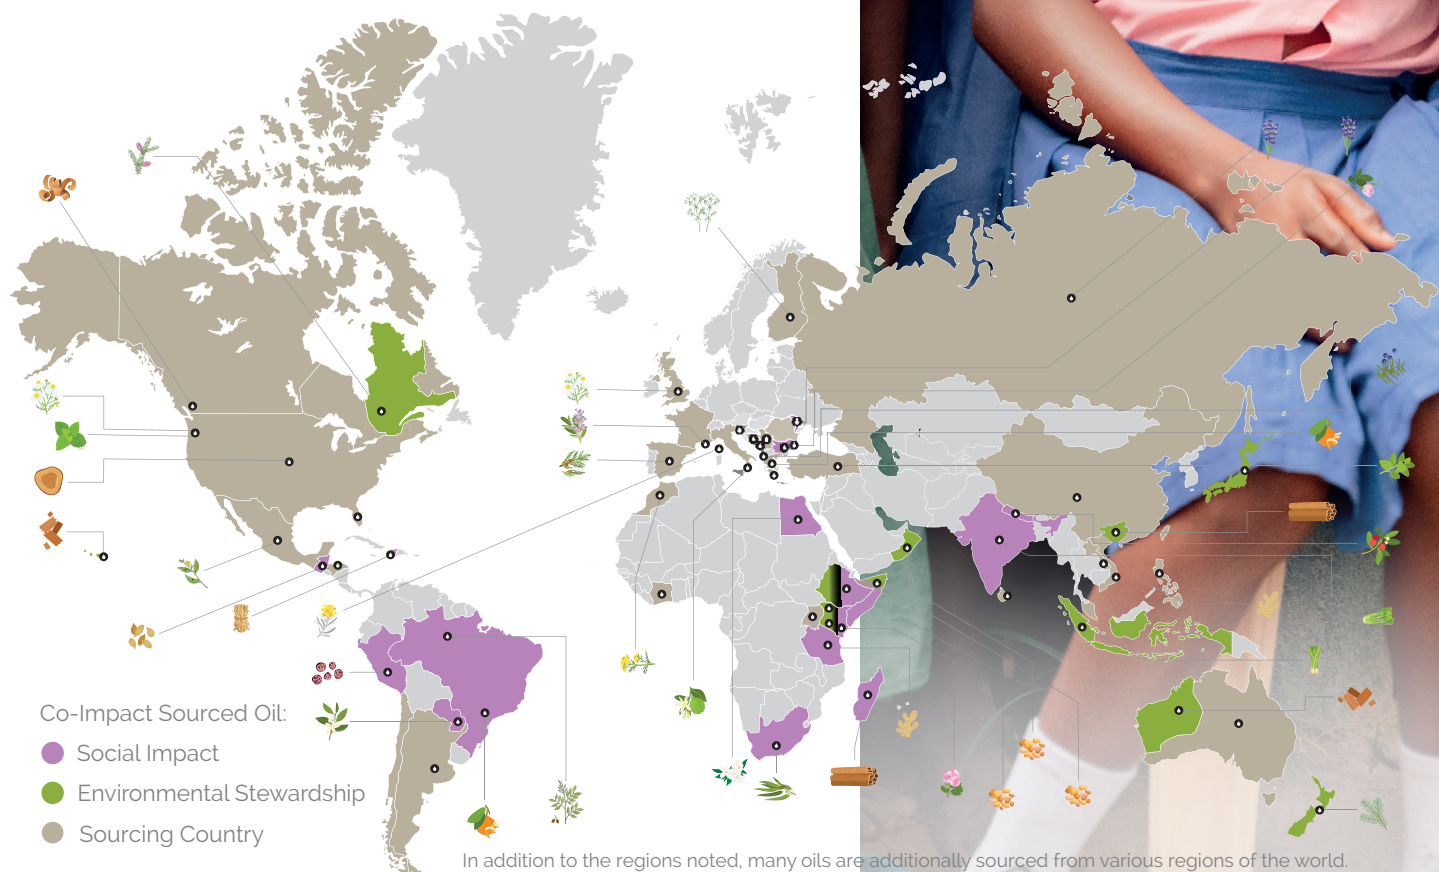 Co-Impact Sourced Oil:
Social Impact
Environmental Stewardship
Sourcing Country
In addition to the regions noted, many oils are additionally sourced from various regions of the world.